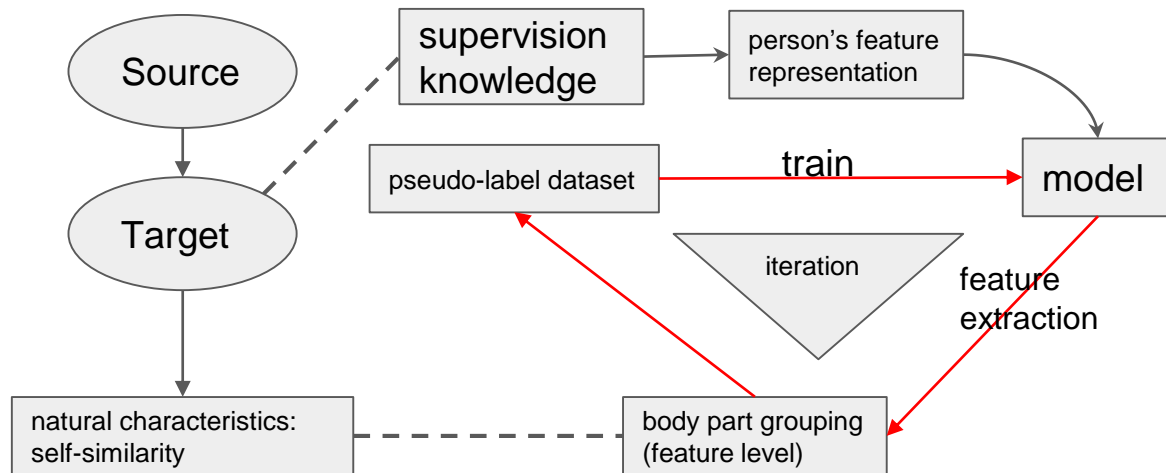 Source
supervision
knowledge
person's feature
representation
pseudo-label dataset
train
model
Target
iteration
feature
extraction
natural characteristics:
self-similarity
body part grouping
(feature level)